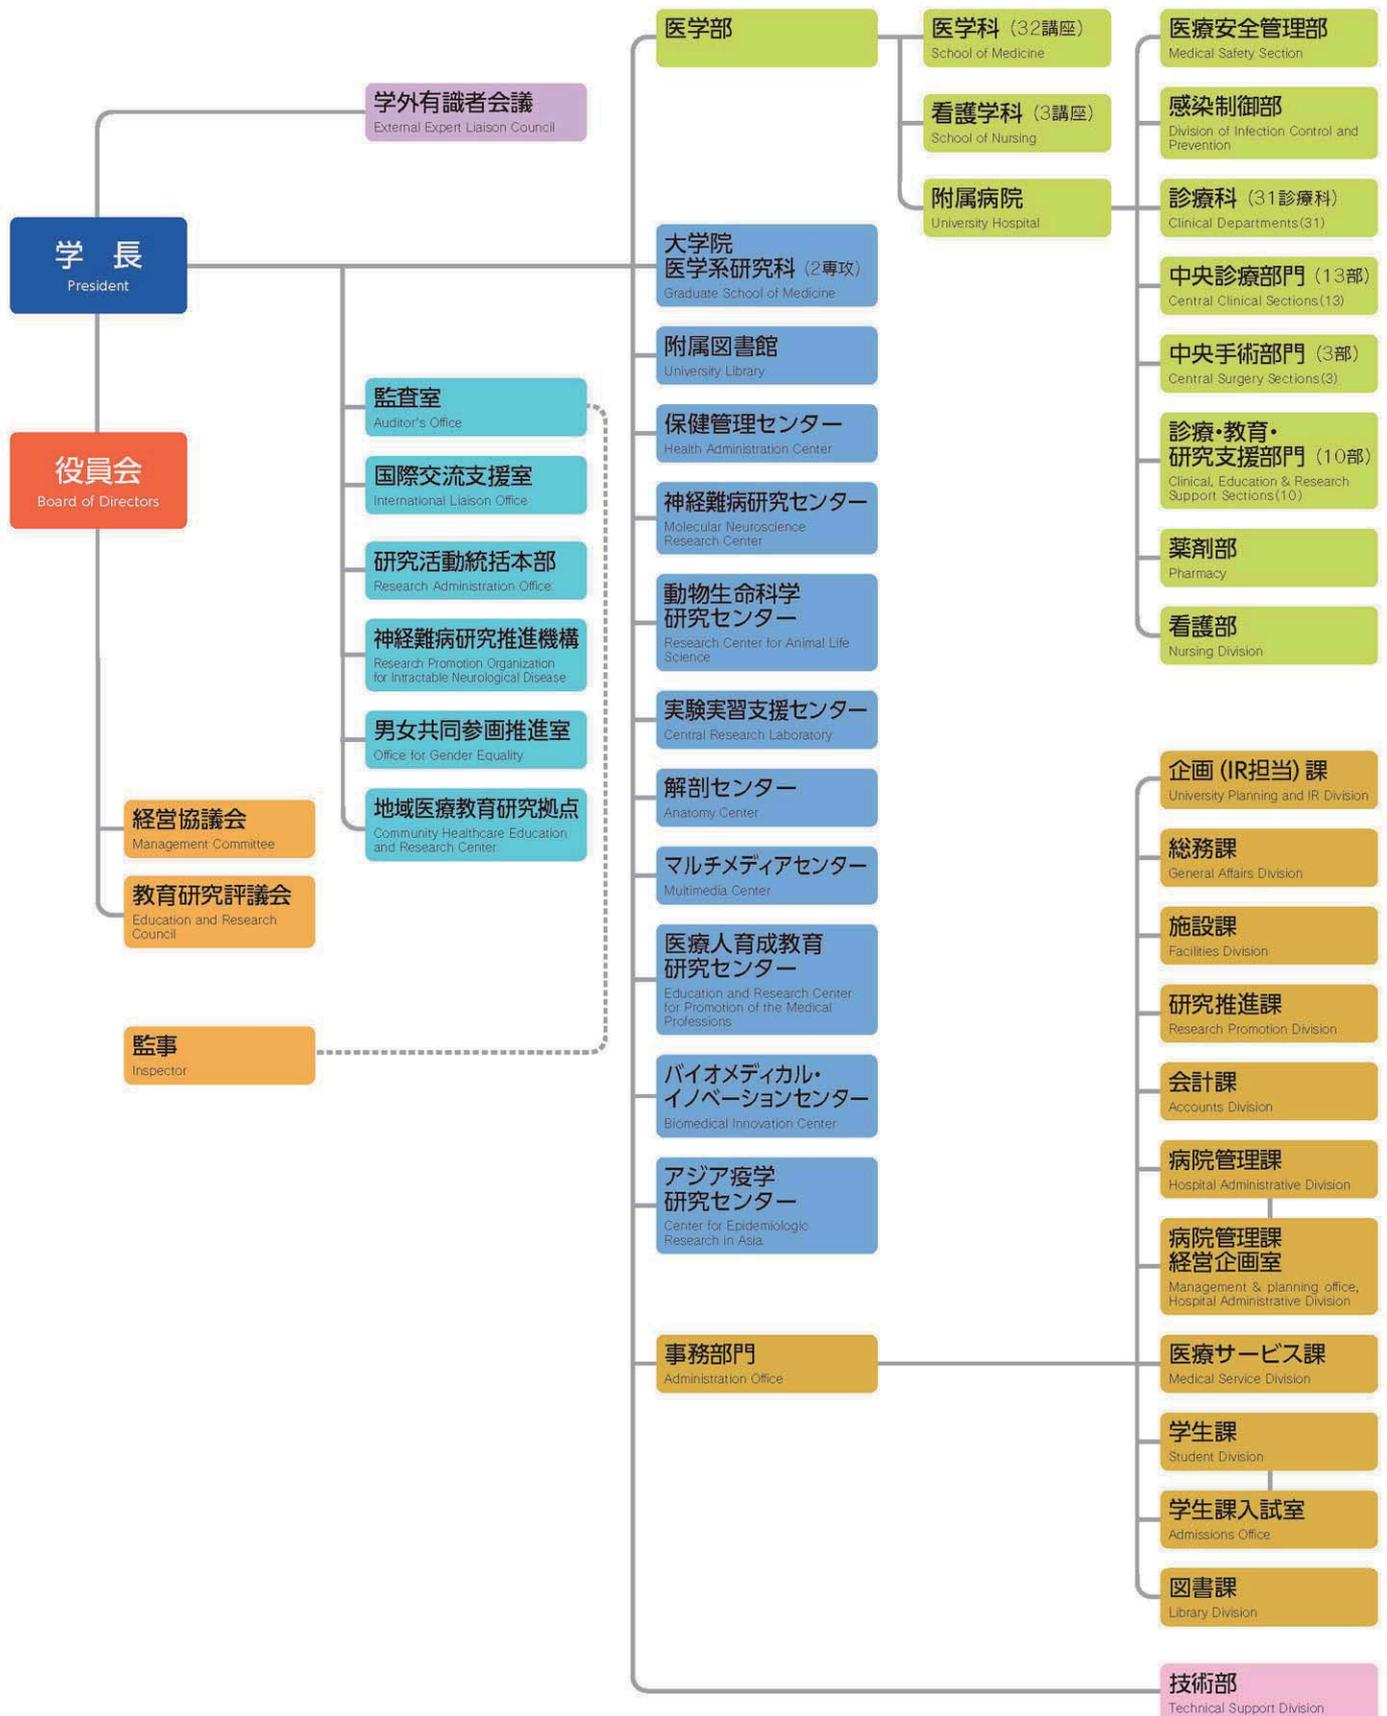 学外有識者会議
External Expert Liaison Council
学　長
President
役員会
Board of Directors
経営協議会
Management Committee
教育研究評議会
Education and Research
Council
監事
Inspector
監査室
Auditor's Office
国際交流支援室
International Liaison Office
研究活動統括本部
Research Administration Office
神経難病研究推進機構
Research Promotion Organization
for Intractable Neurological Disease
男女共同参画推進室
Office for Gender Equality
地域医療教育研究拠点
Community Healthcare Education
and Research Center
医学部
大学院
医学系研究科（2専攻）
Graduate School of Medicine
附属図書館
University Library
保健管理センター
Health Administration Center
神経難病研究センター
Molecular Neuroscience
Research Center
動物生命科学
研究センター
Research Center for Animal Life
Science
実験実習支援センター
Central Research Laboratory
解剖センター
Anatomy Center
マルチメディアセンター
Multimedia Center
医療人育成教育
研究センター
Education and Research Center
for Promotion of the Medical
Professions
バイオメディカル・
イノベーションセンター
Biomedical Innovation Center
アジア疫学
研究センター
Center for Epidemiologic
Research in Asia
事務部門
Administration Office
医学科（32講座）
School of Medicine
看護学科（3講座）
School of Nursing
附属病院
University Hospital
医療安全管理部
Medical Safety Section
感染制御部
Division of Infection Control and
Prevention
診療科（31診療科）
Clinical Departments(31)
中央診療部門（13部）
Central Clinical Sections(13)
中央手術部門（3部）
Central Surgery Sections(3)
診療・教育・
研究支援部門（10部）
Clinical, Education & Research
Support Sections(10)
薬剤部
Pharmacy
看護部
Nursing Division
企画（IR担当）課
University Planning and IR Division
総務課
General Affairs Division
施設課
Facilities Division
研究推進課
Research Promotion Division
会計課
Accounts Division
病院管理課
Hospital Administrative Division
病院管理課
経営企画室
Management & planning office,
Hospital Administrative Division
医療サービス課
Medical Service Division
学生課
Student Division
学生課入試室
Admissions Office
図書課
Library Division
技術部
Technical Support Division